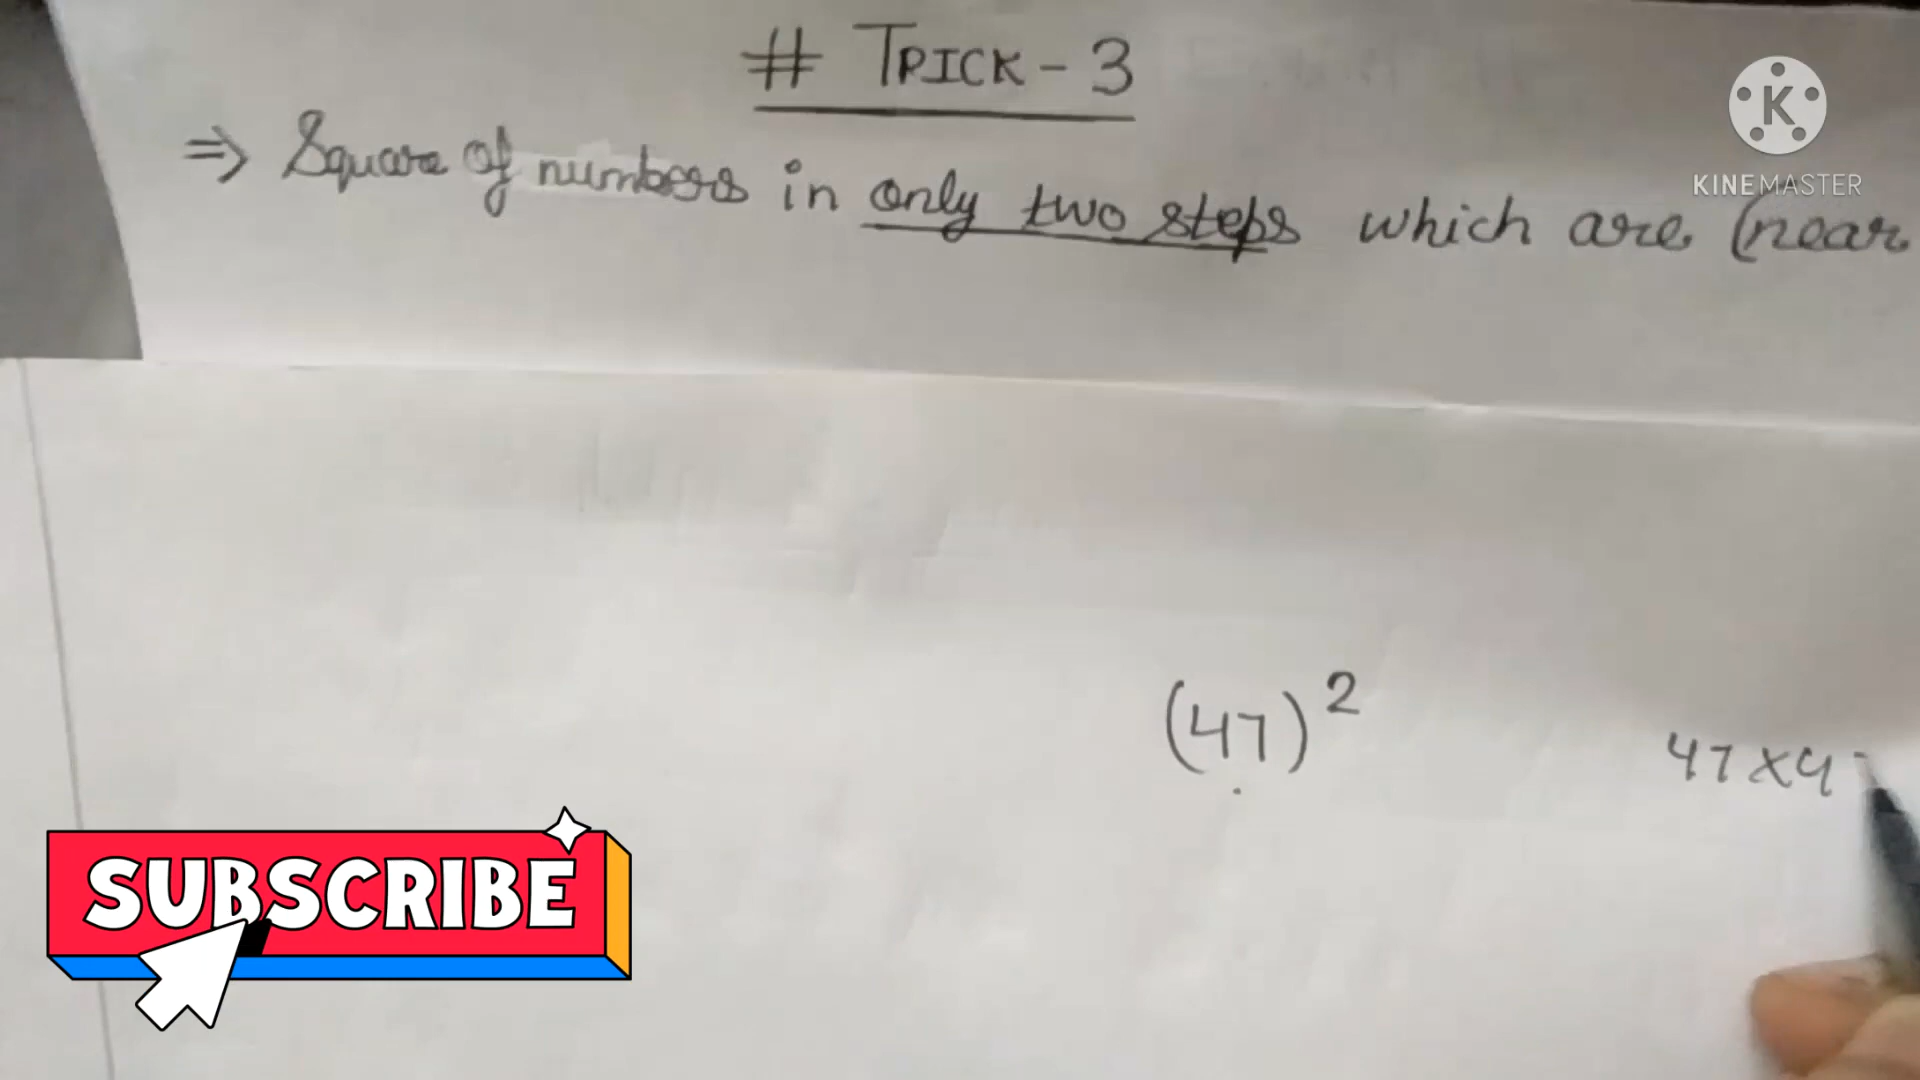 # TRICK - 3
⇒ Square of numbers in only two steps which are (near
KINEMASTER
(47)²
47 x 4
SUBSCRIBE